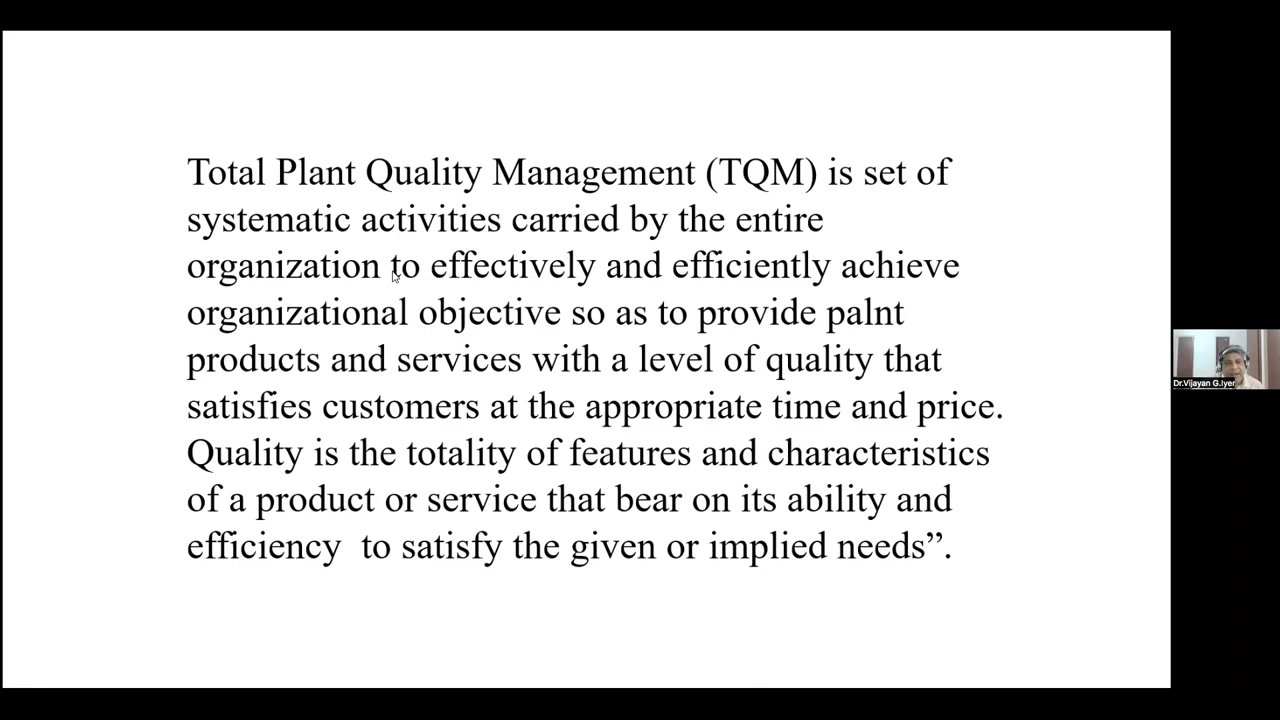 Total Plant Quality Management (TQM) is set of
systematic activities carried by the entire
organization to effectively and efficiently achieve
organizational objective so as to provide palnt
products and services with a level of quality that
satisfies customers at the appropriate time and price.
Quality is the totality of features and characteristics
of a product or service that bear on its ability and
efficiency  to satisfy the given or implied needs”.
Dr.Vijayan G.Iyer